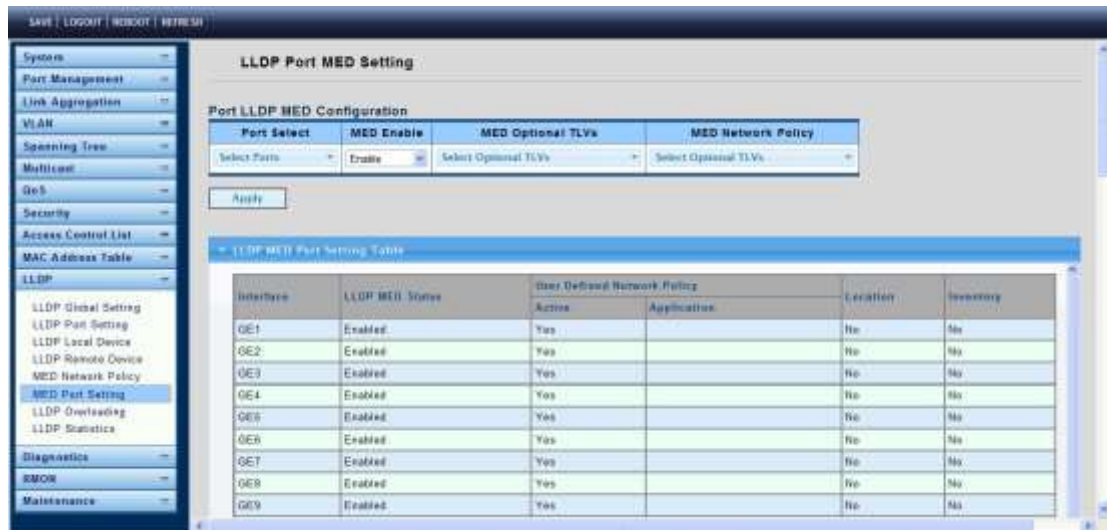 SAVE | LOGOUT | REBOOT | REFRESH
System
Port Management
Link Aggregation
VLAN
Spanning Tree
Multicast
QoS
Security
Access Control List
MAC Address Table
LLDP
LLDP Global Setting
LLDP Port Setting
LLDP Local Device
LLDP Remote Device
MED Network Policy
MED Port Setting
LLDP Overloading
LLDP Statistics
Diagnostics
RMON
Maintenance
LLDP Port MED Setting
Port LLDP MED Configuration
Port Select MED Enable MED Optional TLVs MED Network Policy
Select Ports Enable Select Optional TLVs Select Optional TLVs
Apply
LLDP MED Port Setting Table
Interface LLDP MED Status User Defined Network Policy Location Inventory
Active Application
GE1 Enabled Yes No No
GE2 Enabled Yes No No
GE3 Enabled Yes No No
GE4 Enabled Yes No No
GE5 Enabled Yes No No
GE6 Enabled Yes No No
GE7 Enabled Yes No No
GE8 Enabled Yes No No
GE9 Enabled Yes No No